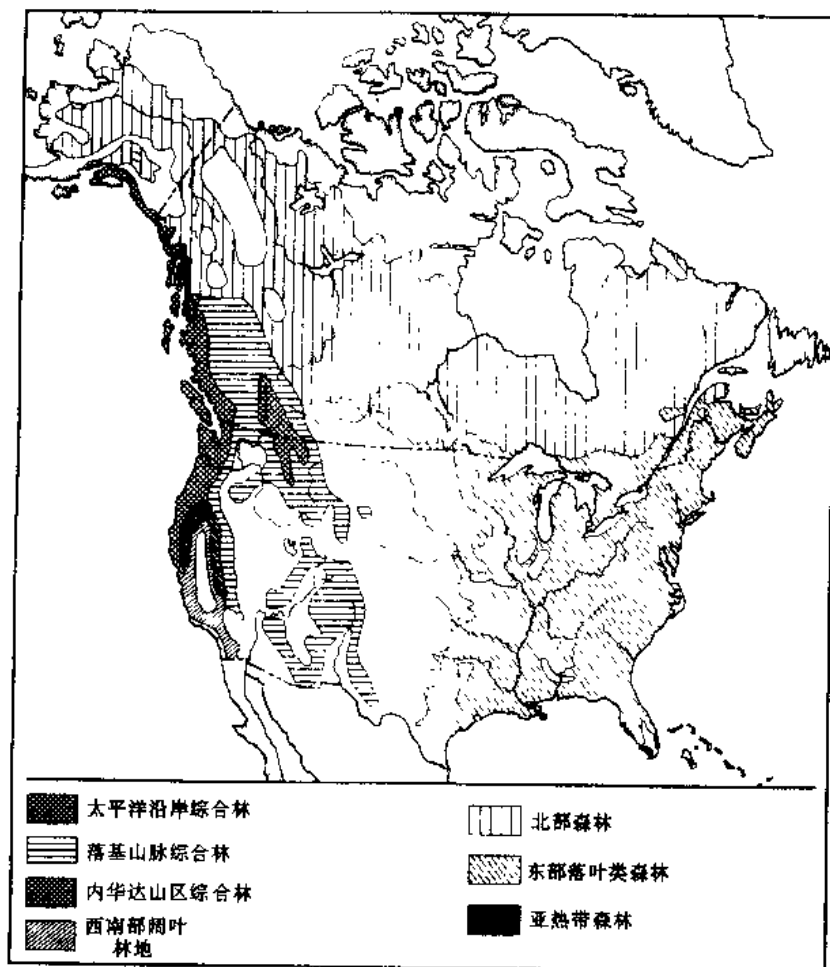 太平洋沿岸综合林
落基山脉综合林
内华达山区综合林
西南部阔叶
林地
北部森林
东部落叶类森林
亚热带森林